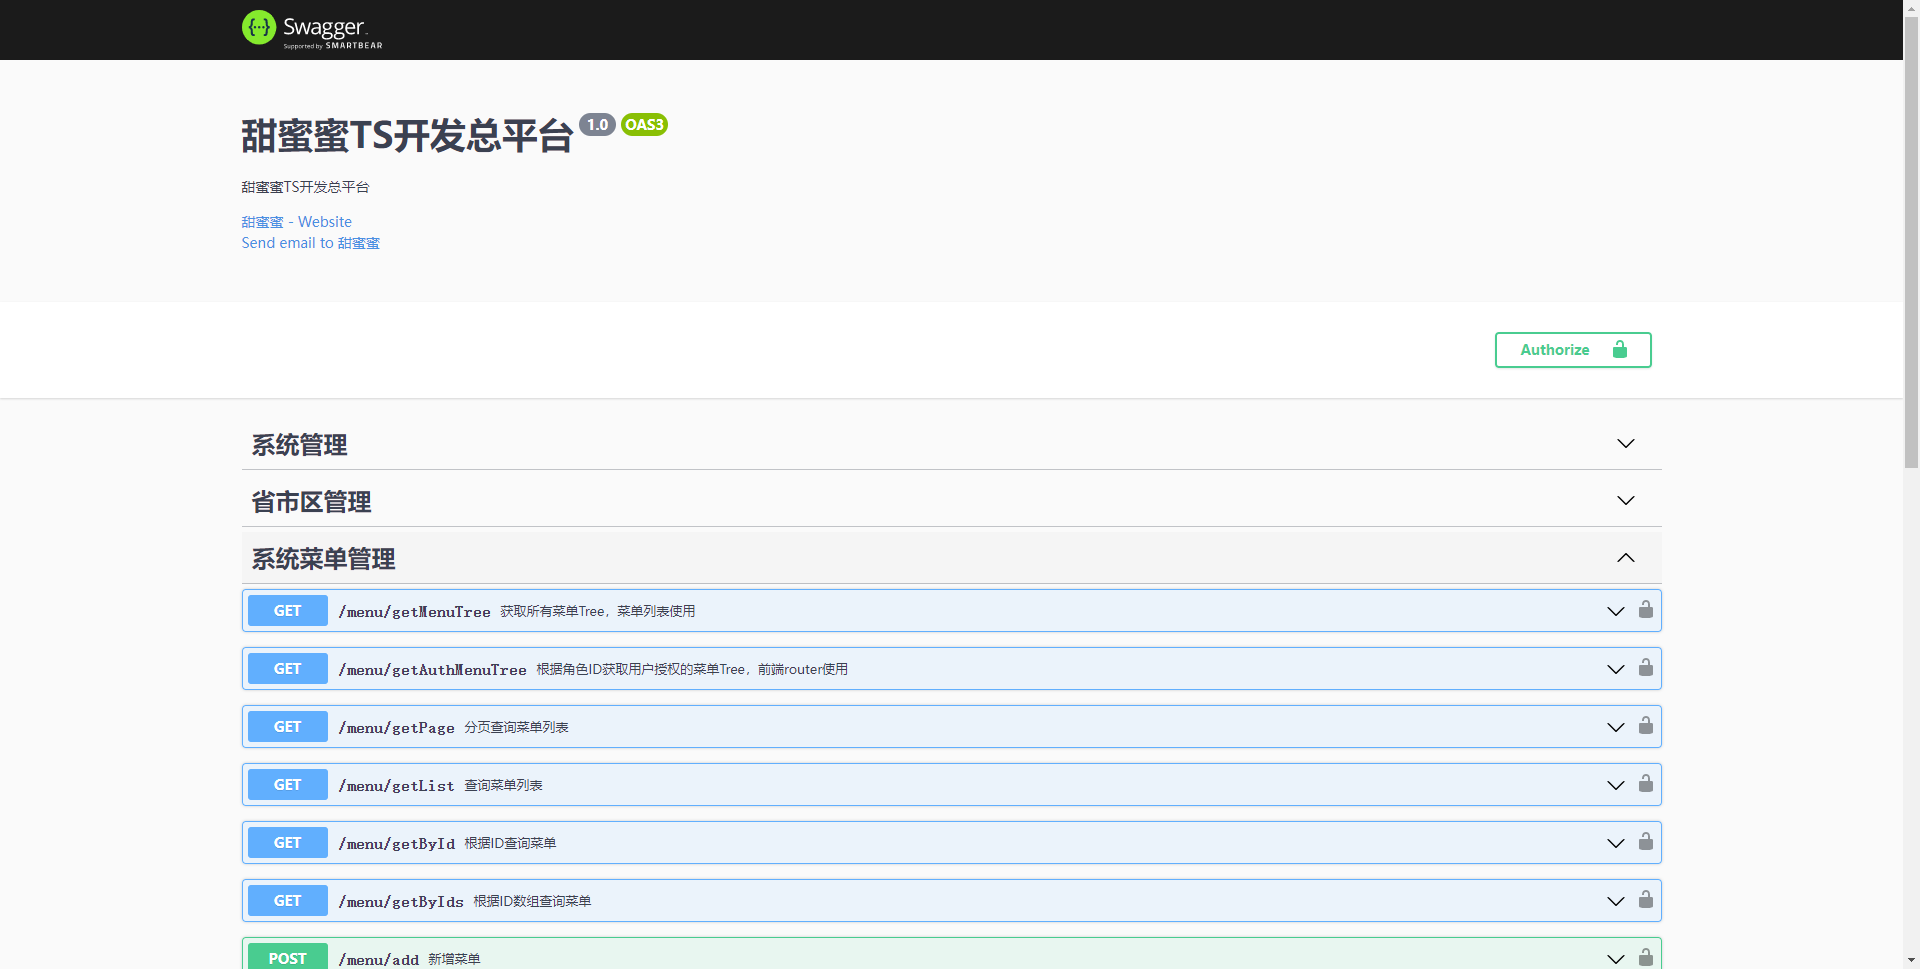 Swagger
Supported by SMARTBEAR
甜蜜蜜TS开发总平台 1.0 OAS3
甜蜜蜜TS开发总平台
甜蜜蜜 - Website
Send email to 甜蜜蜜
Authorize
系统管理
省市区管理
系统菜单管理
GET /menu/getMenuTree 获取所有菜单Tree，菜单列表使用
GET /menu/getAuthMenuTree 根据角色ID获取用户授权的菜单Tree，前端router使用
GET /menu/getPage 分页查询菜单列表
GET /menu/getList 查询菜单列表
GET /menu/getById 根据ID查询菜单
GET /menu/getByIds 根据ID数组查询菜单
POST /menu/add 新增菜单